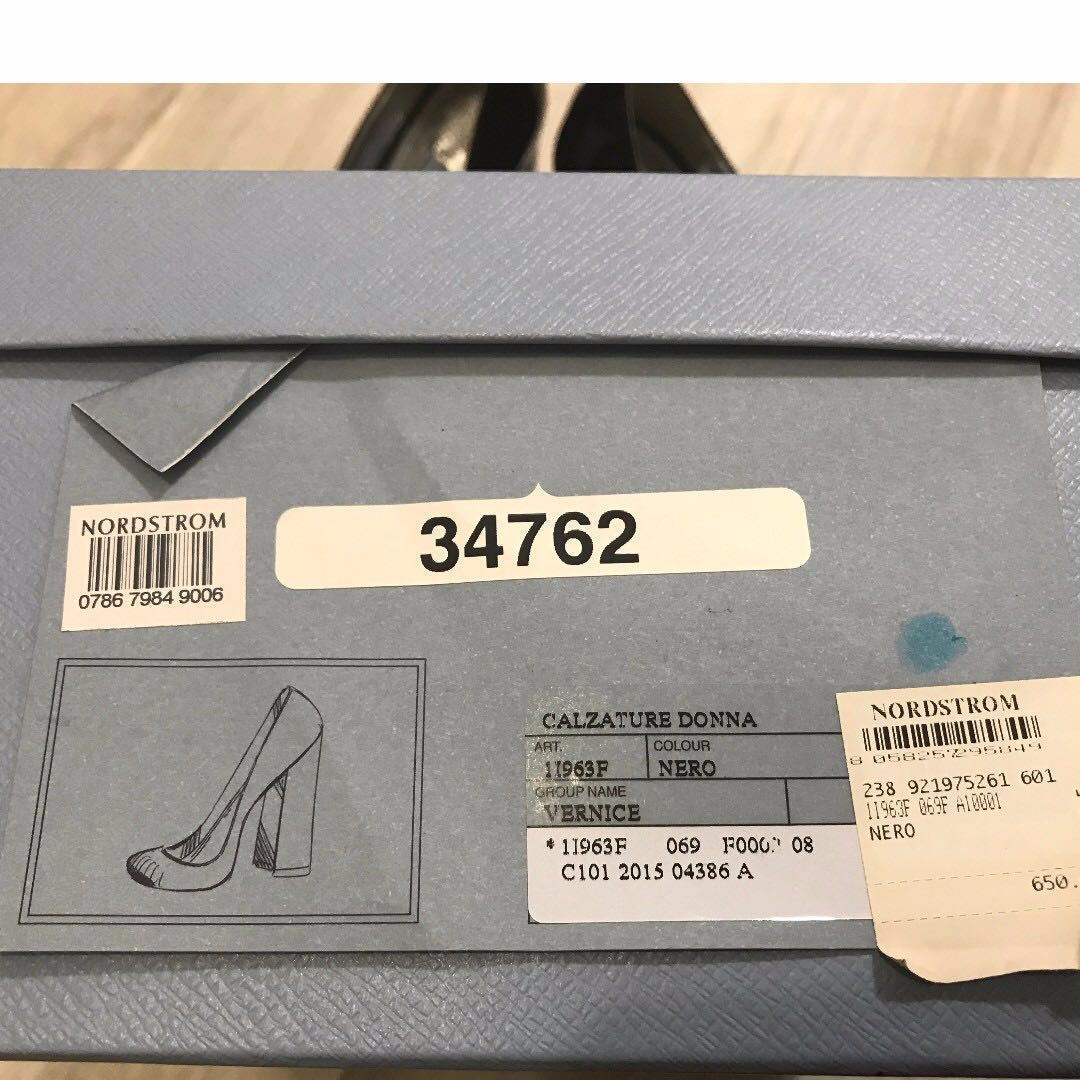 NORDSTROM
0786 7984 9006
34762
CALZATURE DONNA
ART.
1I963F
COLOUR
NERO
GROUP NAME
VERNICE
* 1I963F 069 08
C101 2015 04386 A
NORDSTROM
238 921975261 601
1I963F 069F A10001
NERO
650.